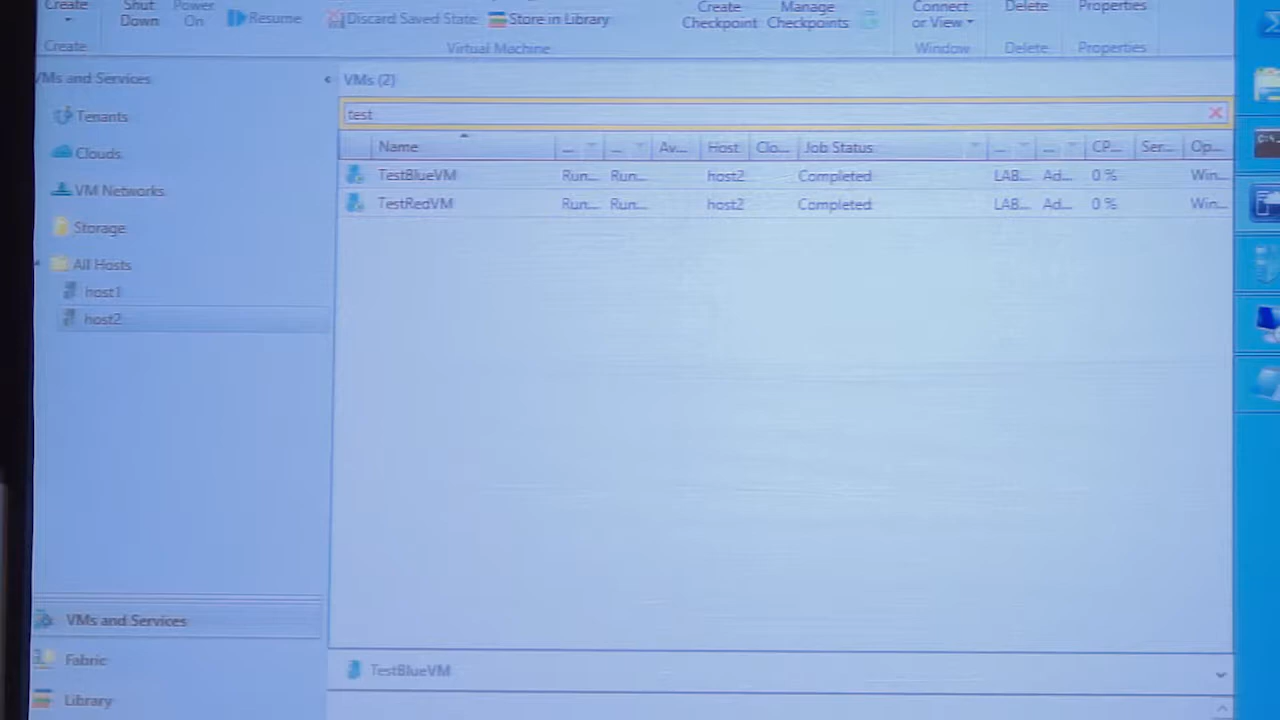 Create
Shut Down
Power On
Resume
Discard Saved State
Store in Library
Create Checkpoint
Manage Checkpoints
Connect or View
Delete
Properties
Create
Virtual Machine
Window
Delete
Properties
VMs and Services
Tenants
Clouds
VM Networks
Storage
All Hosts
host1
host2
VMs (2)
test
Name ... ... Av... Host Clo... Job Status ... ... CP... Ser... Op...
TestBlueVM Run... Run... host2 Completed LAB... Ad... 0 % Win...
TestRedVM Run... Run... host2 Completed LAB... Ad... 0 % Win...
VMs and Services
Fabric
Library
TestBlueVM